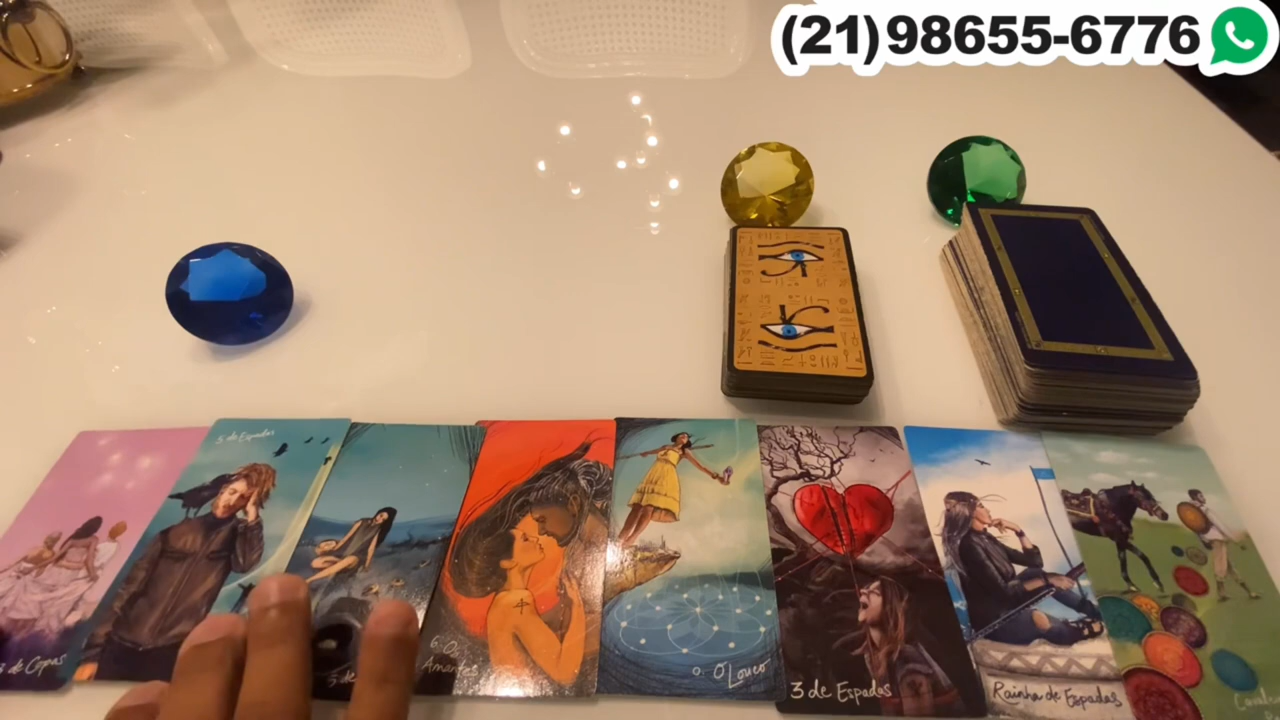 (21) 98655-6776
5 de Espadas
3 de Copas
6. Os
Amantes
0. O Louco
3 de Espadas
Rainha de Espadas